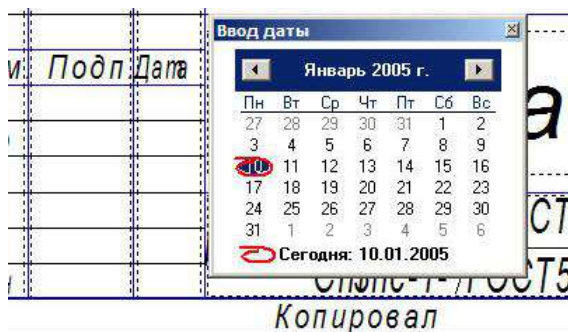 Ввод даты
Подп. Дата
Январь 2005 г.
Пн Вт Ср Чт Пт Сб Вс
27 28 29 30 31 1 2
3 4 5 6 7 8 9
10 11 12 13 14 15 16
17 18 19 20 21 22 23
24 25 26 27 28 29 30
31 1 2 3 4 5 6
Сегодня: 10.01.2005
Копировал